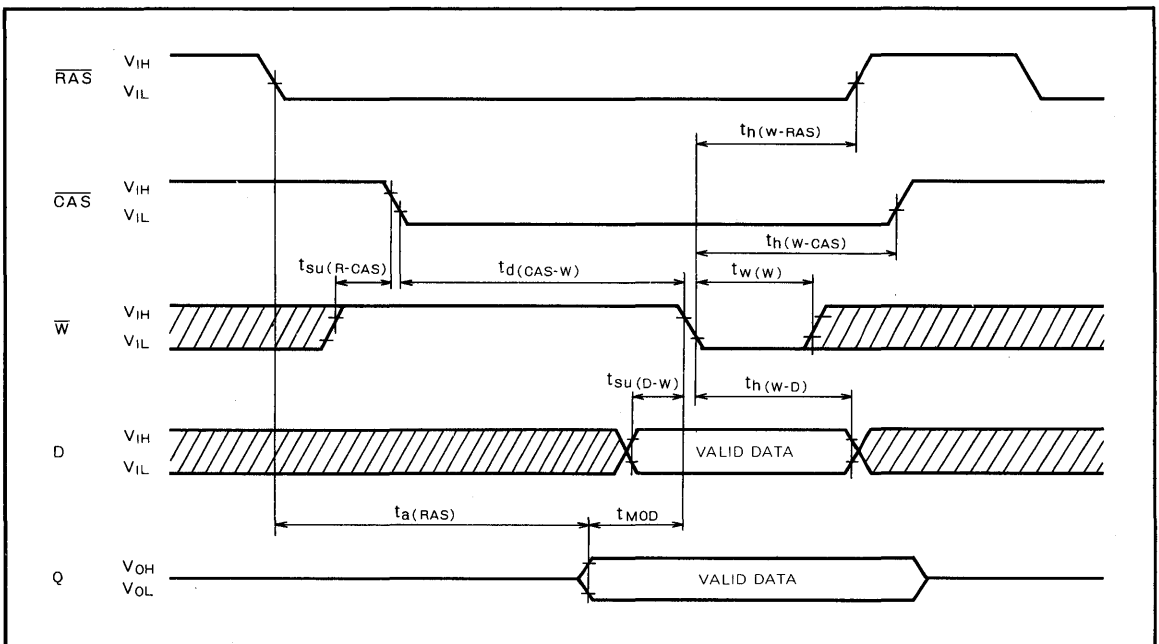 RAS
VIH
VIL
th(W-RAS)
CAS
VIH
VIL
th(W-CAS)
tsu(R-CAS)
td(CAS-W)
tw(W)
W
VIH
VIL
tsu(D-W)
th(W-D)
D
VIH
VIL
VALID DATA
ta(RAS)
tMOD
Q
VOH
VOL
VALID DATA